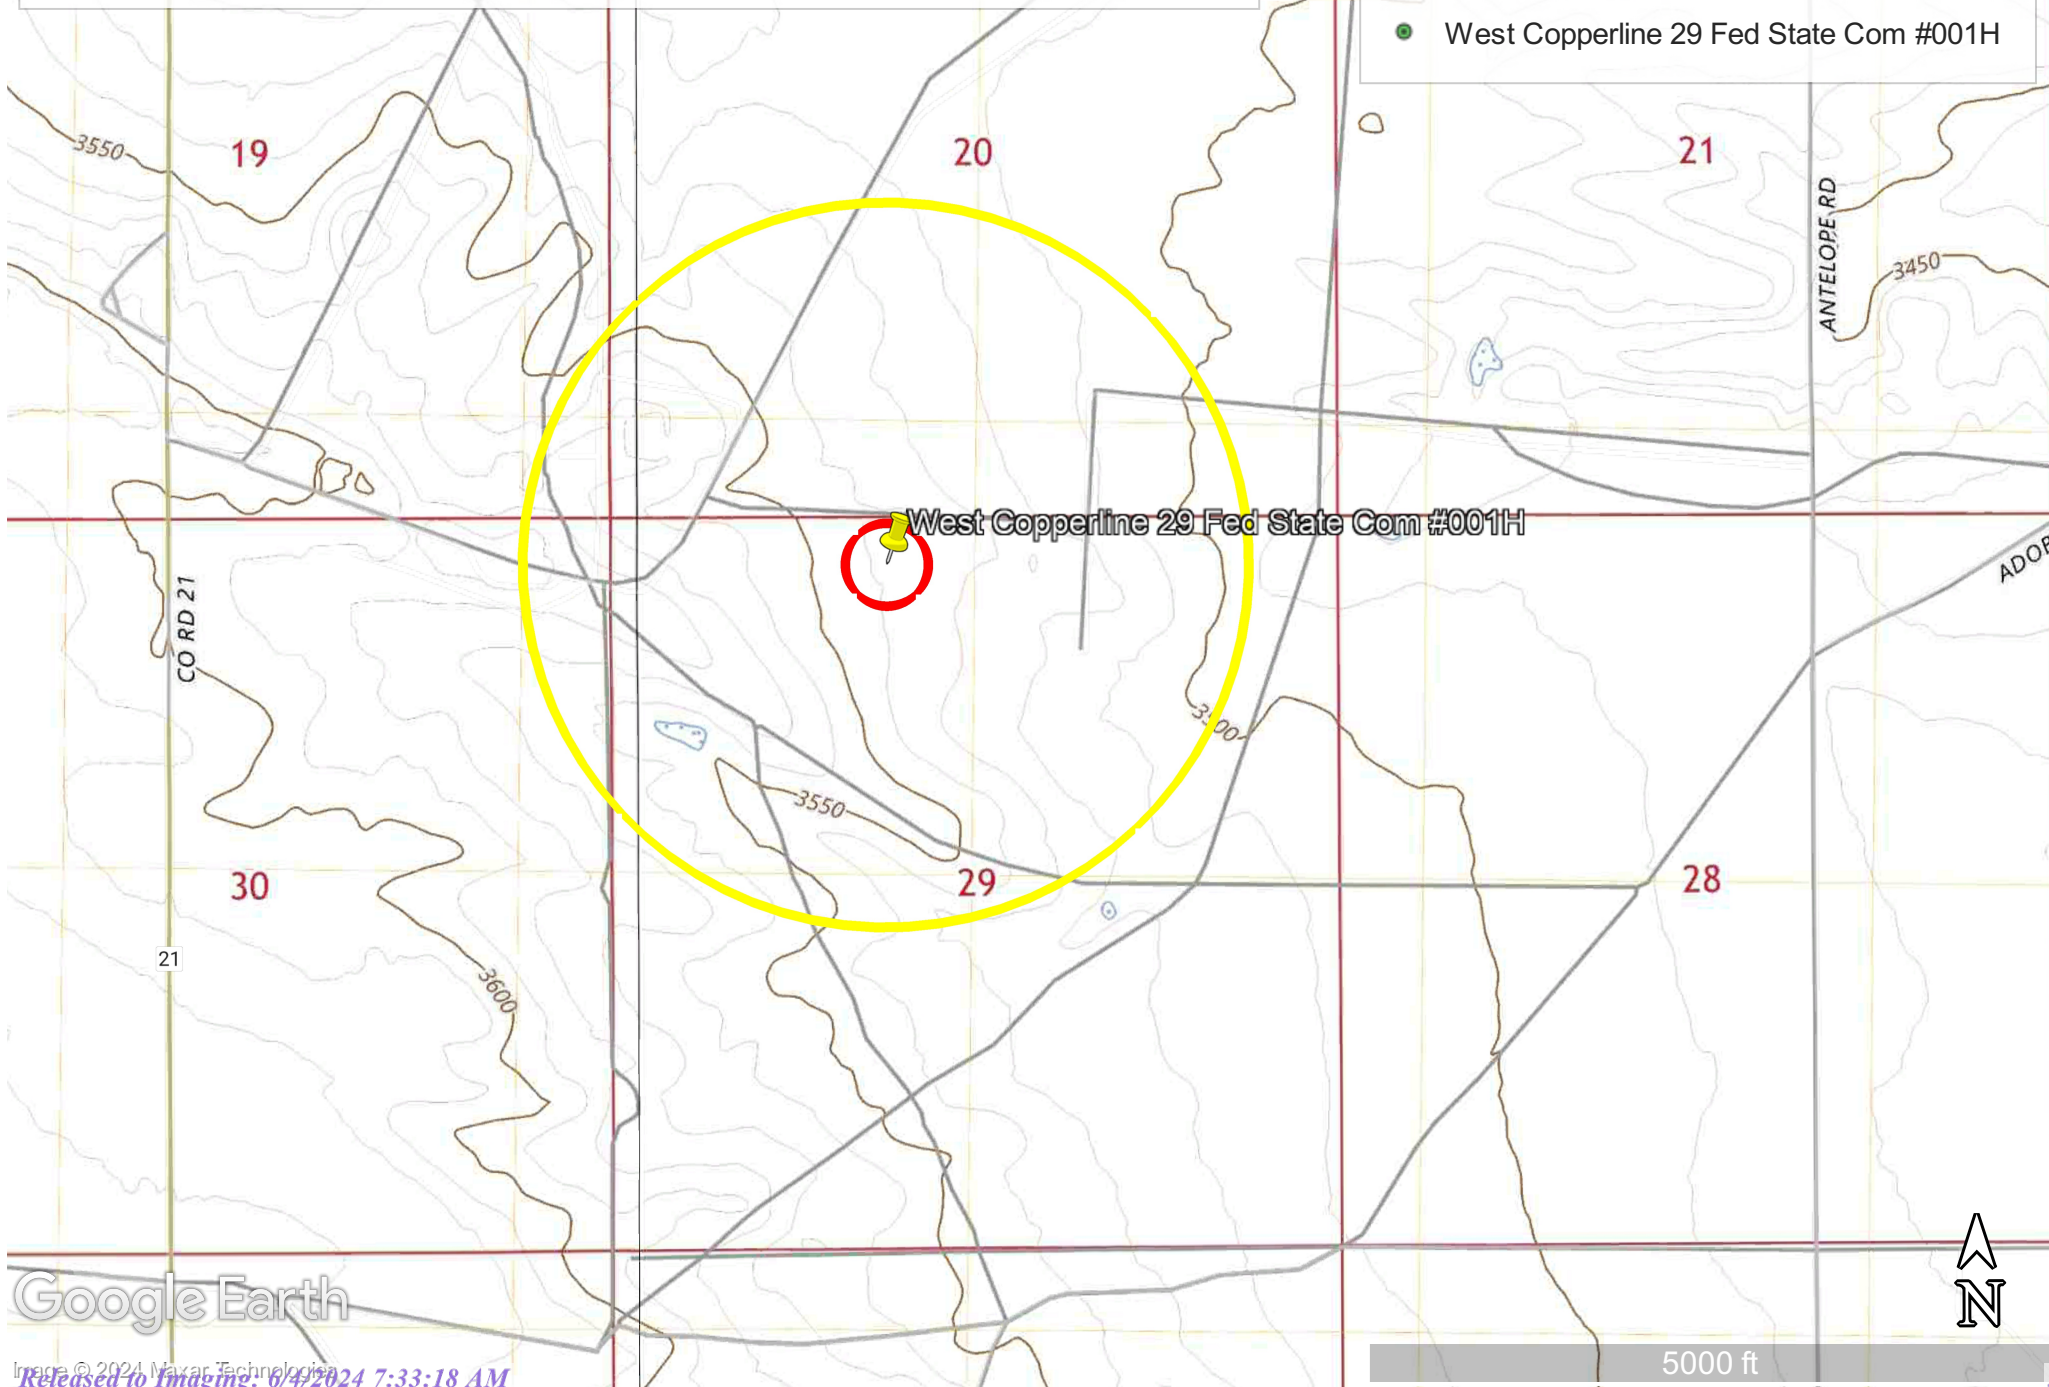 West Copperline 29 Fed State Com #001H
3550
19
20
21
ANTELOPE RD
3450
West Copperline 29 Fed State Com #001H
ADOB
CO RD 21
3500
3550
30
29
28
21
3600
N
Google Earth
5000 ft
Image © 2024 Maxar Technologies
Released to Imaging: 6/4/2024 7:33:18 AM